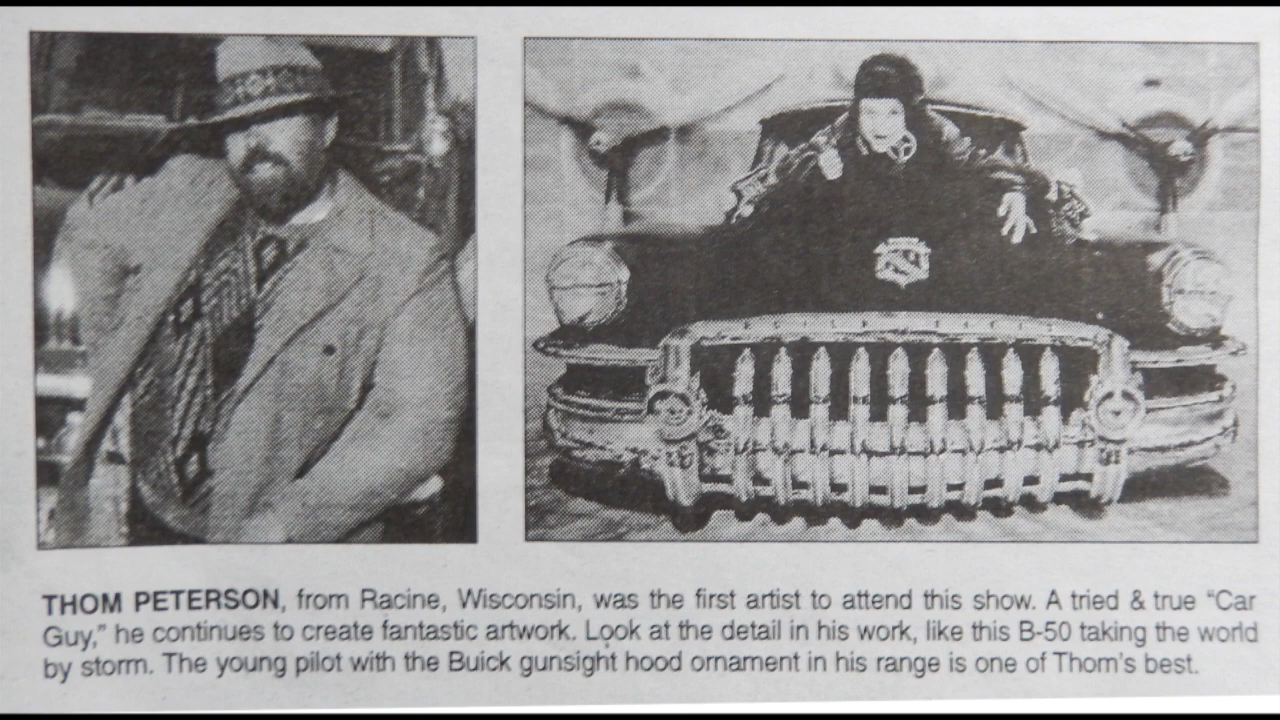 BUICK EIGHT
THOM PETERSON, from Racine, Wisconsin, was the first artist to attend this show. A tried & true “Car
Guy,” he continues to create fantastic artwork. Look at the detail in his work, like this B-50 taking the world
by storm. The young pilot with the Buick gunsight hood ornament in his range is one of Thom’s best.